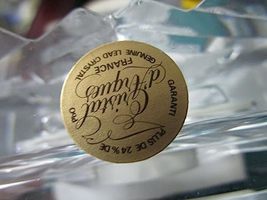 GARANTI PLUS DE 24% DE PbO
Cristal
d'Arques
FRANCE
GENUINE LEAD CRYSTAL